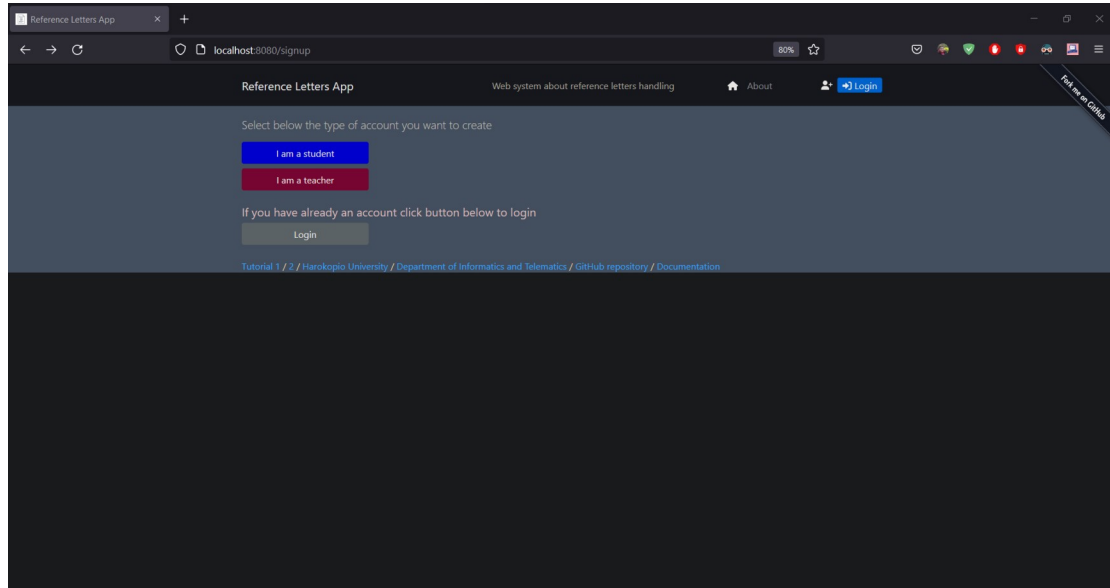 Reference Letters App
localhost:8080/signup
80%
Reference Letters App
Web system about reference letters handling
About
Login
Fork me on GitHub
Select below the type of account you want to create
I am a student
I am a teacher
If you have already an account click button below to login
Login
Tutorial 1 / 2 / Harokopio University / Department of Informatics and Telematics / GitHub repository / Documentation